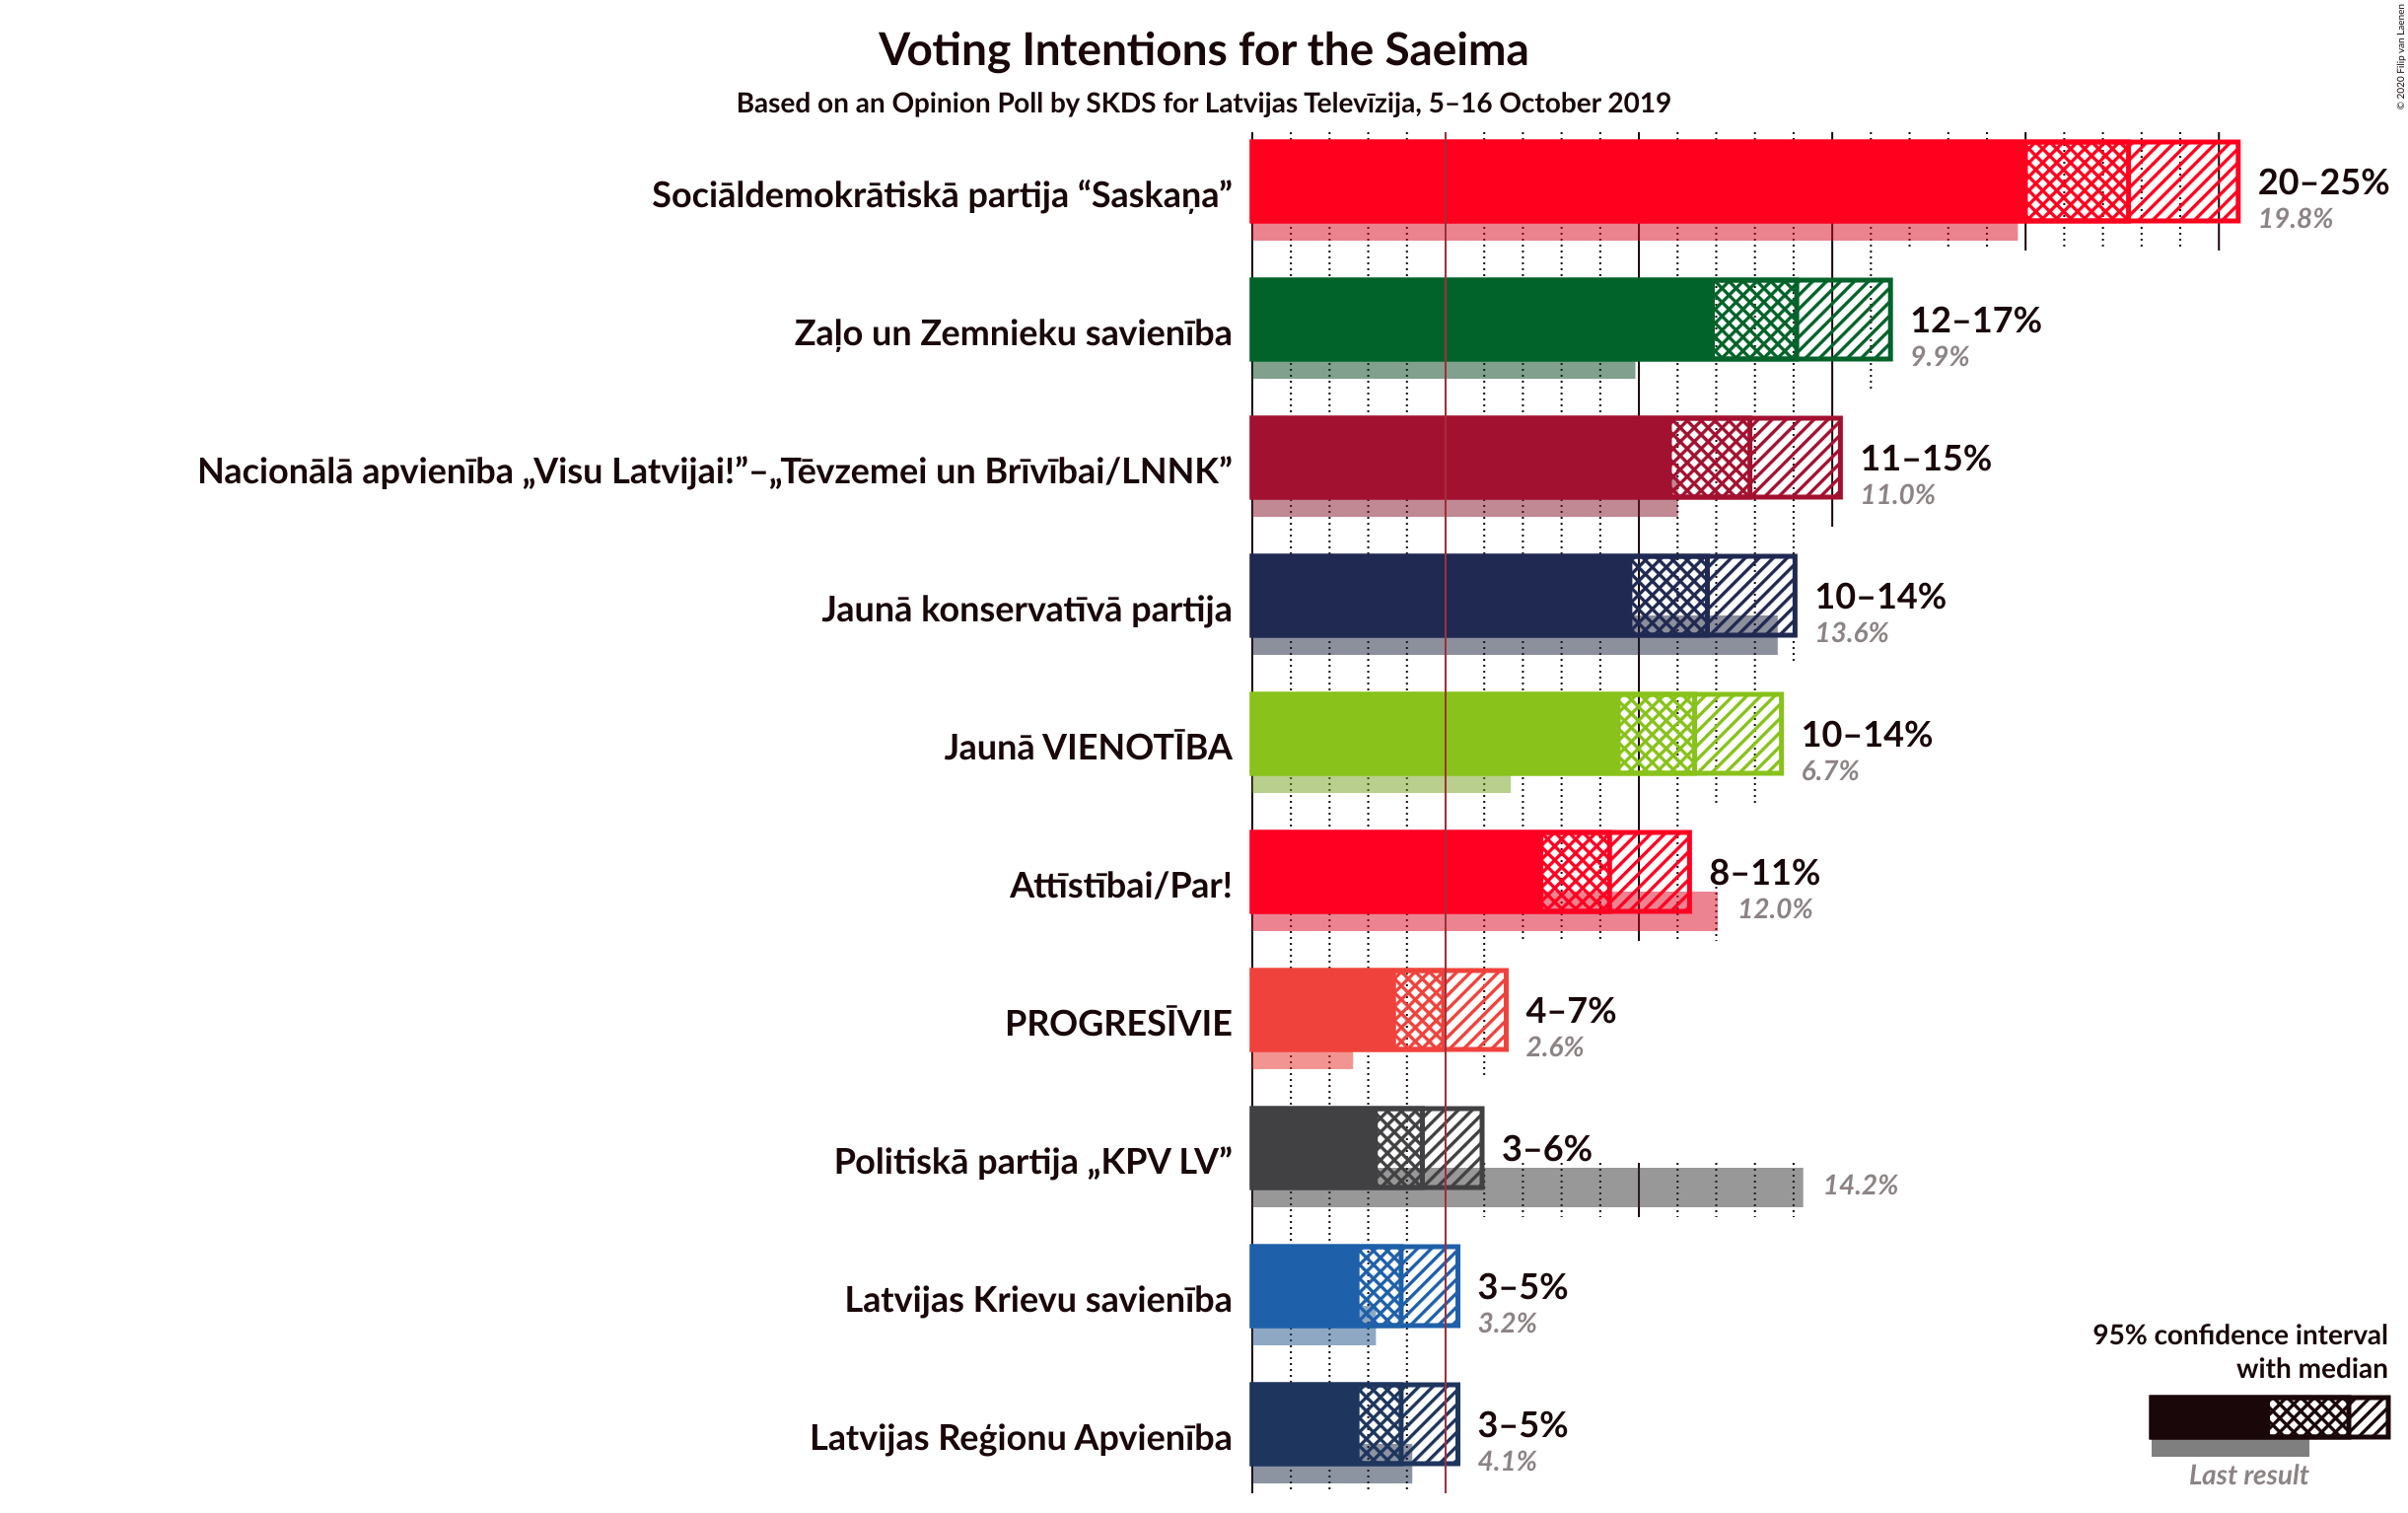 Voting Intentions for the Saeima
Based on an Opinion Poll by SKDS for Latvijas Televīzija, 5–16 October 2019
© 2020 Filip van Laenen
Sociāldemokrātiskā partija “Saskaņa”
20–25%
19.8%
Zaļo un Zemnieku savienība
12–17%
9.9%
Nacionālā apvienība „Visu Latvijai!”–„Tēvzemei un Brīvībai/LNNK”
11–15%
11.0%
Jaunā konservatīvā partija
10–14%
13.6%
Jaunā VIENOTĪBA
10–14%
6.7%
Attīstībai/Par!
8–11%
12.0%
PROGRESĪVIE
4–7%
2.6%
Politiskā partija „KPV LV”
3–6%
14.2%
Latvijas Krievu savienība
3–5%
3.2%
Latvijas Reģionu Apvienība
3–5%
4.1%
95% confidence interval
with median
Last result